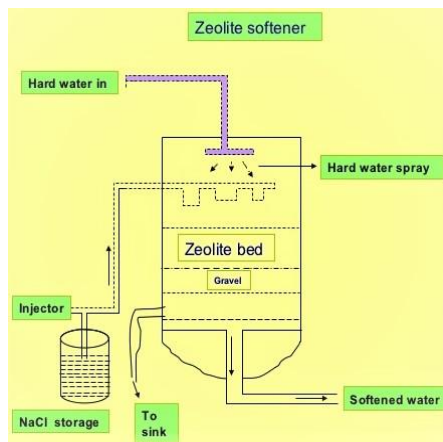 Zeolite softener
Hard water in
Hard water spray
Zeolite bed
Gravel
Injector
Softened water
NaCl storage
To
sink